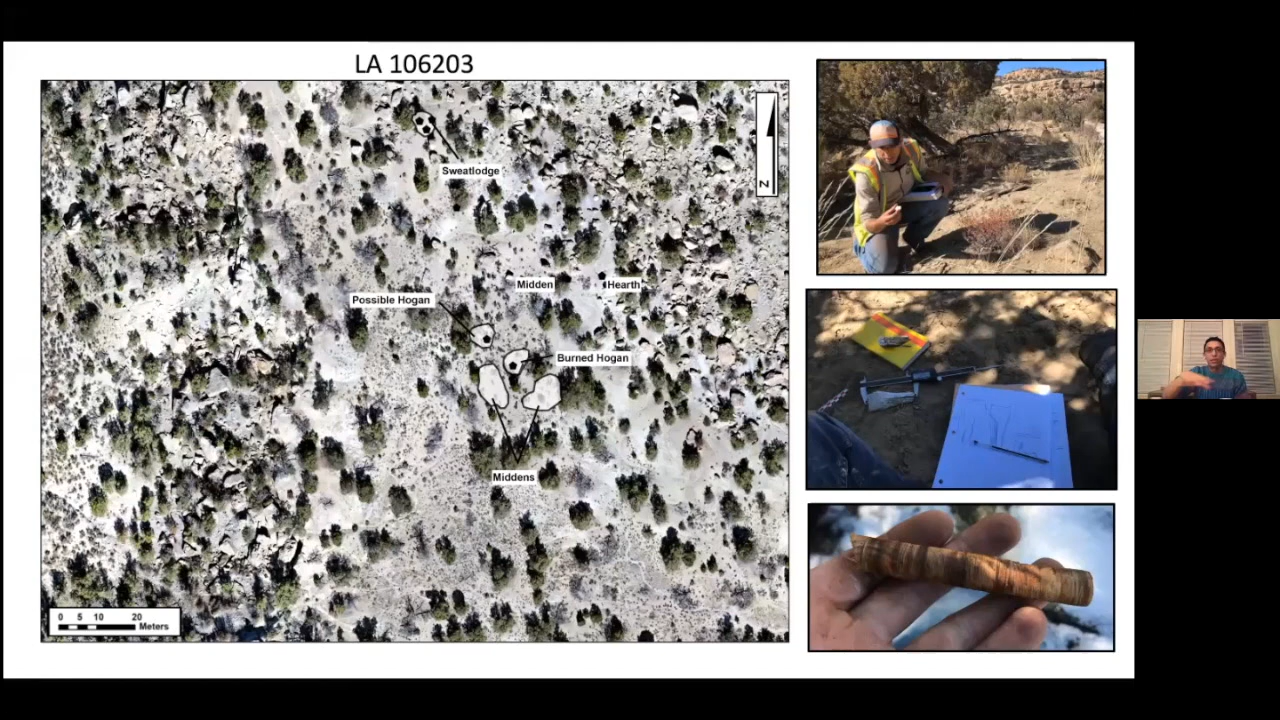 LA 106203
Sweatlodge
Midden
Hearth
Possible Hogan
Burned Hogan
Middens
N
0 5 10 20
Meters